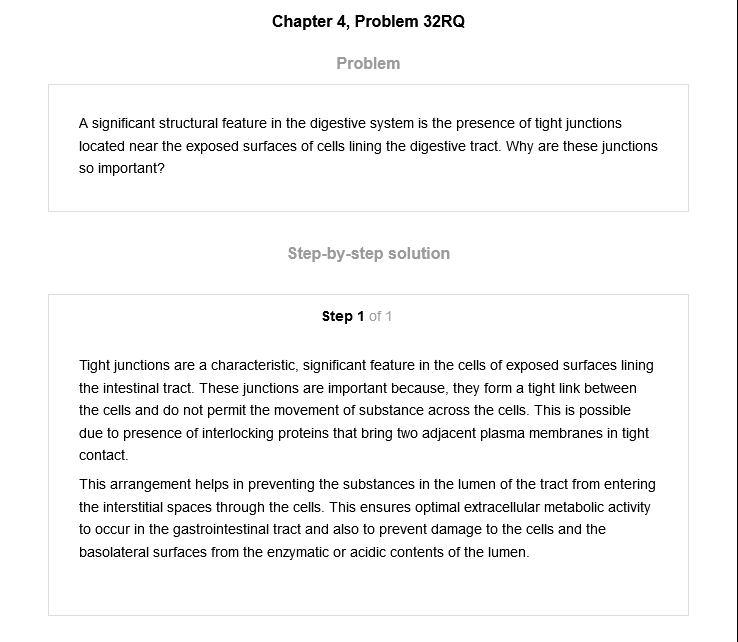 Chapter 4, Problem 32RQ
Problem
A significant structural feature in the digestive system is the presence of tight junctions
located near the exposed surfaces of cells lining the digestive tract. Why are these junctions
so important?
Step-by-step solution
Step 1 of 1
Tight junctions are a characteristic, significant feature in the cells of exposed surfaces lining
the intestinal tract. These junctions are important because, they form a tight link between
the cells and do not permit the movement of substance across the cells. This is possible
due to presence of interlocking proteins that bring two adjacent plasma membranes in tight
contact.
This arrangement helps in preventing the substances in the lumen of the tract from entering
the interstitial spaces through the cells. This ensures optimal extracellular metabolic activity
to occur in the gastrointestinal tract and also to prevent damage to the cells and the
basolateral surfaces from the enzymatic or acidic contents of the lumen.